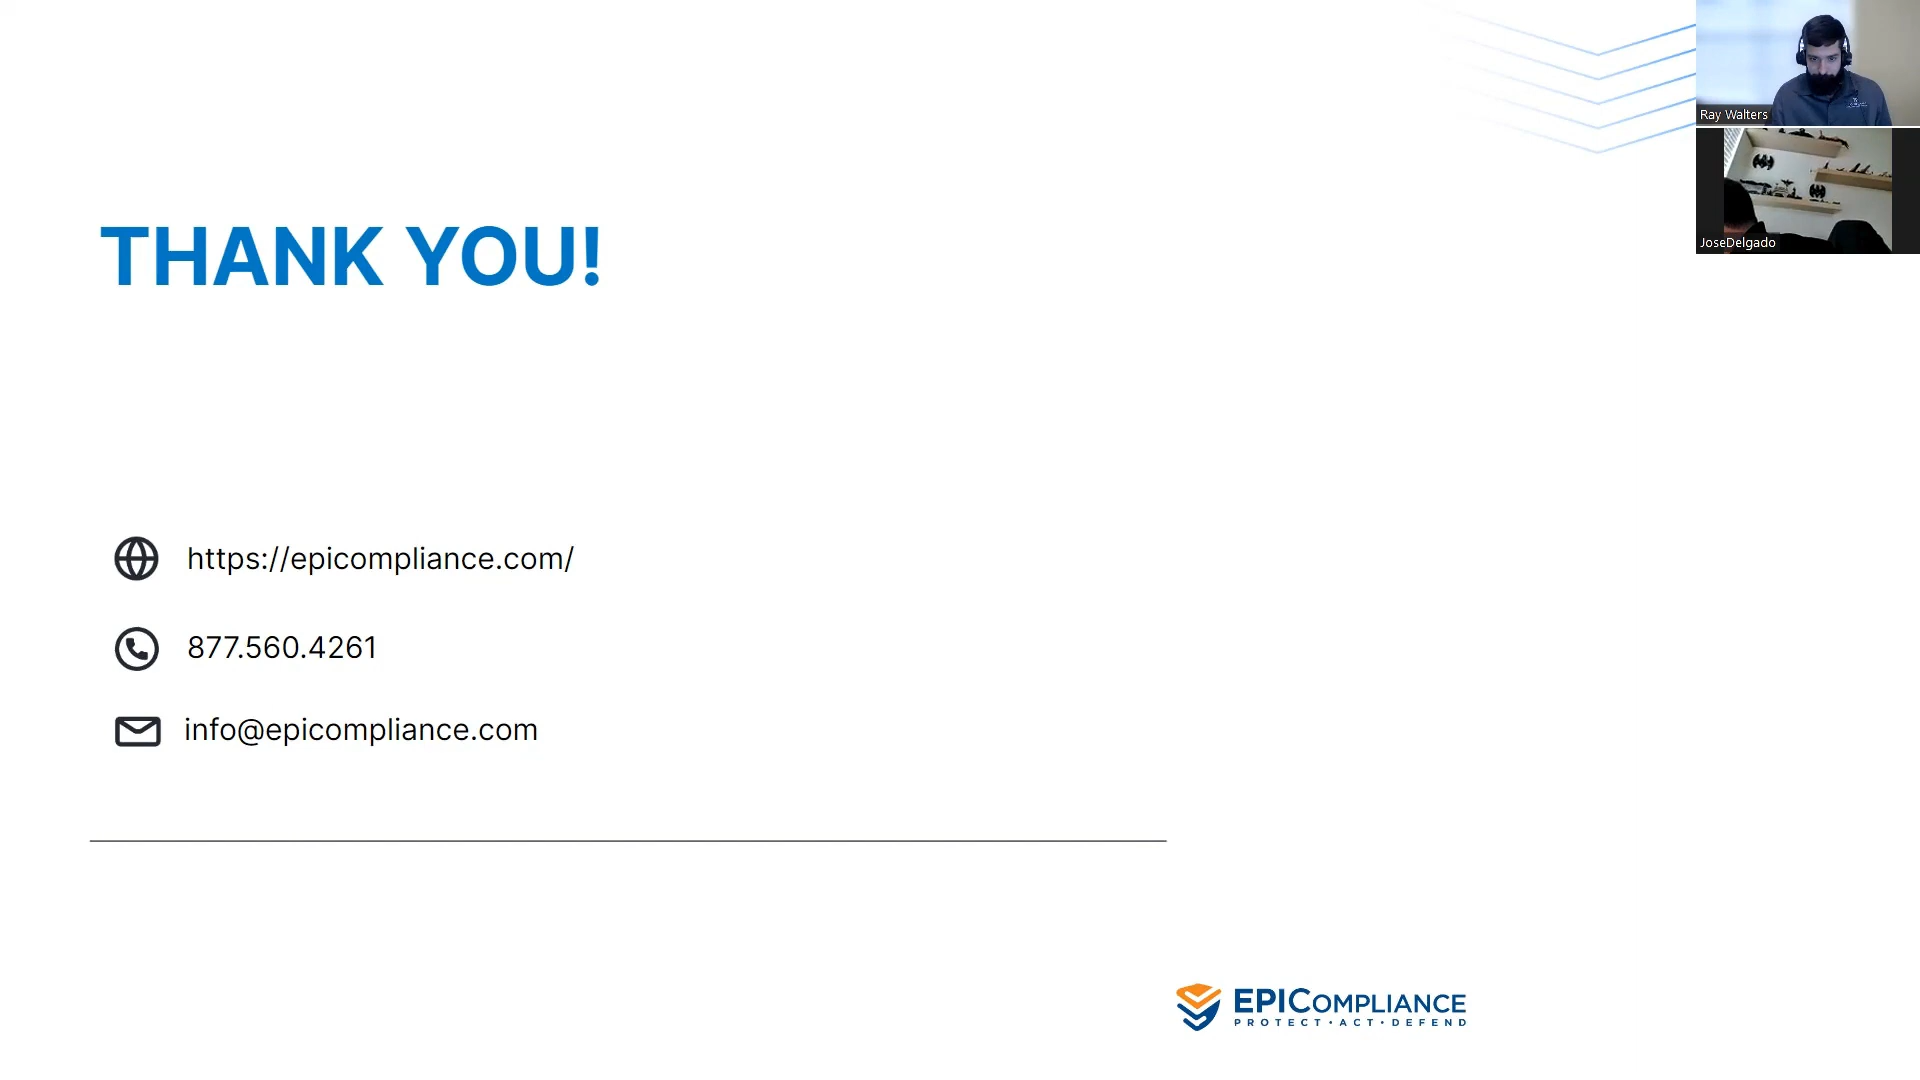 Ray Walters
JoseDelgado
THANK YOU!
https://epicompliance.com/
877.560.4261
info@epicompliance.com
EPICOMPLIANCE
PROTECT • ACT • DEFEND